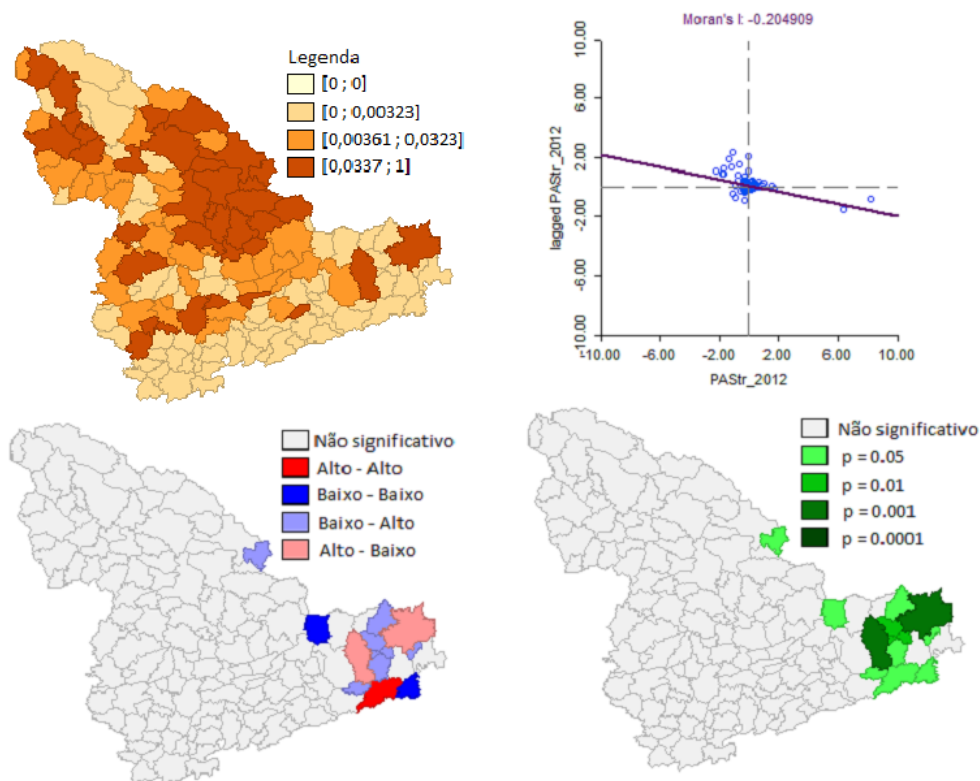 Legenda
[0 ; 0]
[0 ; 0,00323]
[0,00361 ; 0,0323]
[0,0337 ; 1]
Moran's I: -0.204909
lagged PAStr_2012
10.00
6.00
2.00
-2.00
-6.00
-10.00
-10.00
-6.00
-2.00
2.00
6.00
10.00
PAStr_2012
Não significativo
Alto - Alto
Baixo - Baixo
Baixo - Alto
Alto - Baixo
Não significativo
p = 0.05
p = 0.01
p = 0.001
p = 0.0001